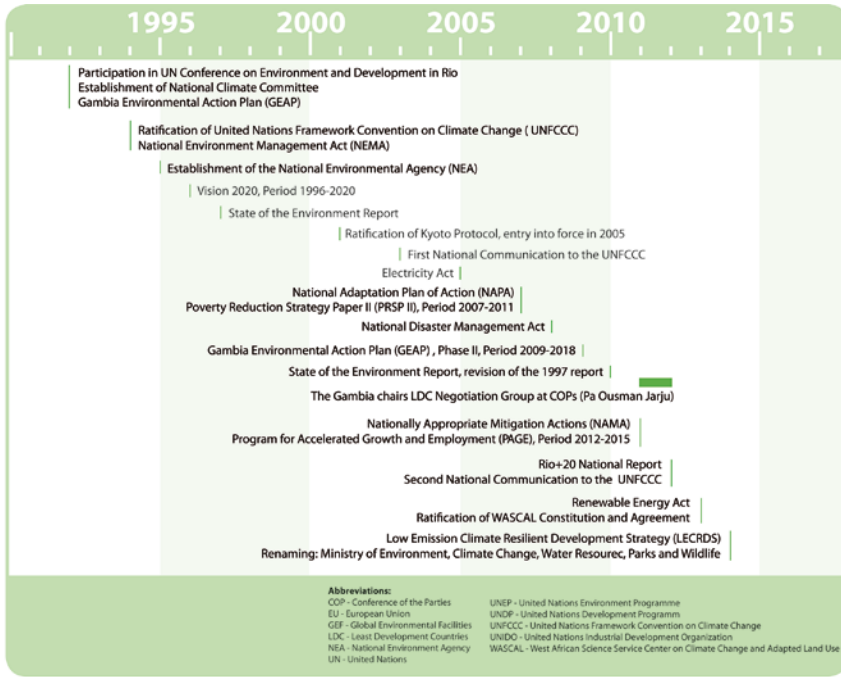 1995 2000 2005 2010 2015
Participation in UN Conference on Environment and Development in Rio
Establishment of National Climate Committee
Gambia Environmental Action Plan (GEAP)
Ratification of United Nations Framework Convention on Climate Change ( UNFCCC)
National Environment Management Act (NEMA)
Establishment of the National Environmental Agency (NEA)
Vision 2020, Period 1996-2020
State of the Environment Report
Ratification of Kyoto Protocol, entry into force in 2005
First National Communication to the UNFCCC
Electricity Act
National Adaptation Plan of Action (NAPA)
Poverty Reduction Strategy Paper II (PRSP II), Period 2007-2011
National Disaster Management Act
Gambia Environmental Action Plan (GEAP) , Phase II, Period 2009-2018
State of the Environment Report, revision of the 1997 report
The Gambia chairs LDC Negotiation Group at COPs (Pa Ousman Jarju)
Nationally Appropriate Mitigation Actions (NAMA)
Program for Accelerated Growth and Employment (PAGE), Period 2012-2015
Rio+20 National Report
Second National Communication to the UNFCCC
Renewable Energy Act
Ratification of WASCAL Constitution and Agreement
Low Emission Climate Resilient Development Strategy (LECRDS)
Renaming: Ministry of Environment, Climate Change, Water Resourec, Parks and Wildlife
Abbreviations:
COP - Conference of the Parties
EU - European Union
GEF - Global Environmental Facilities
LDC - Least Development Countries
NEA - National Environment Agency
UN - United Nations
UNEP - United Nations Environment Programme
UNDP - United Nations Development Programm
UNFCCC - United Nations Framework Convention on Climate Change
UNIDO - United Nations Industrial Development Organization
WASCAL - West African Science Service Center on Climate Change and Adapted Land Use